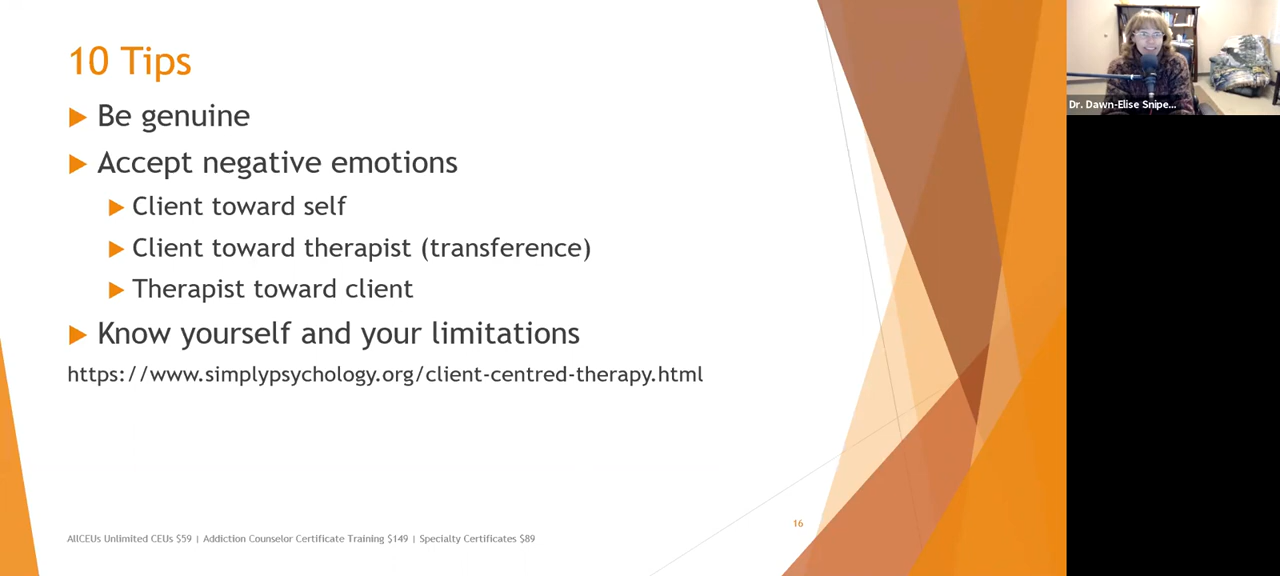 10 Tips
Be genuine
Accept negative emotions
Client toward self
Client toward therapist (transference)
Therapist toward client
Know yourself and your limitations
https://www.simplypsychology.org/client-centred-therapy.html
16
AllCEUs Unlimited CEUs $59 | Addiction Counselor Certificate Training $149 | Specialty Certificates $89
Dr. Dawn-Elise Snipe...